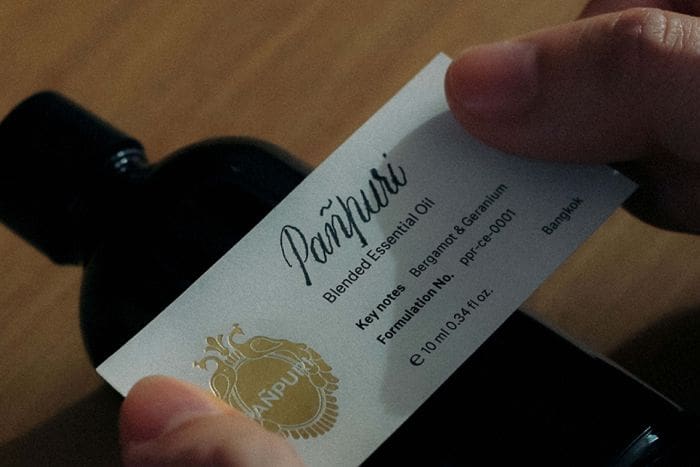 Pañpuri
Blended Essential Oil
Key notes Bergamot & Geranium
Formulation No. ppr-ce-0001
℮ 10 ml 0.34 fl oz.
Bangkok
PAÑPURI